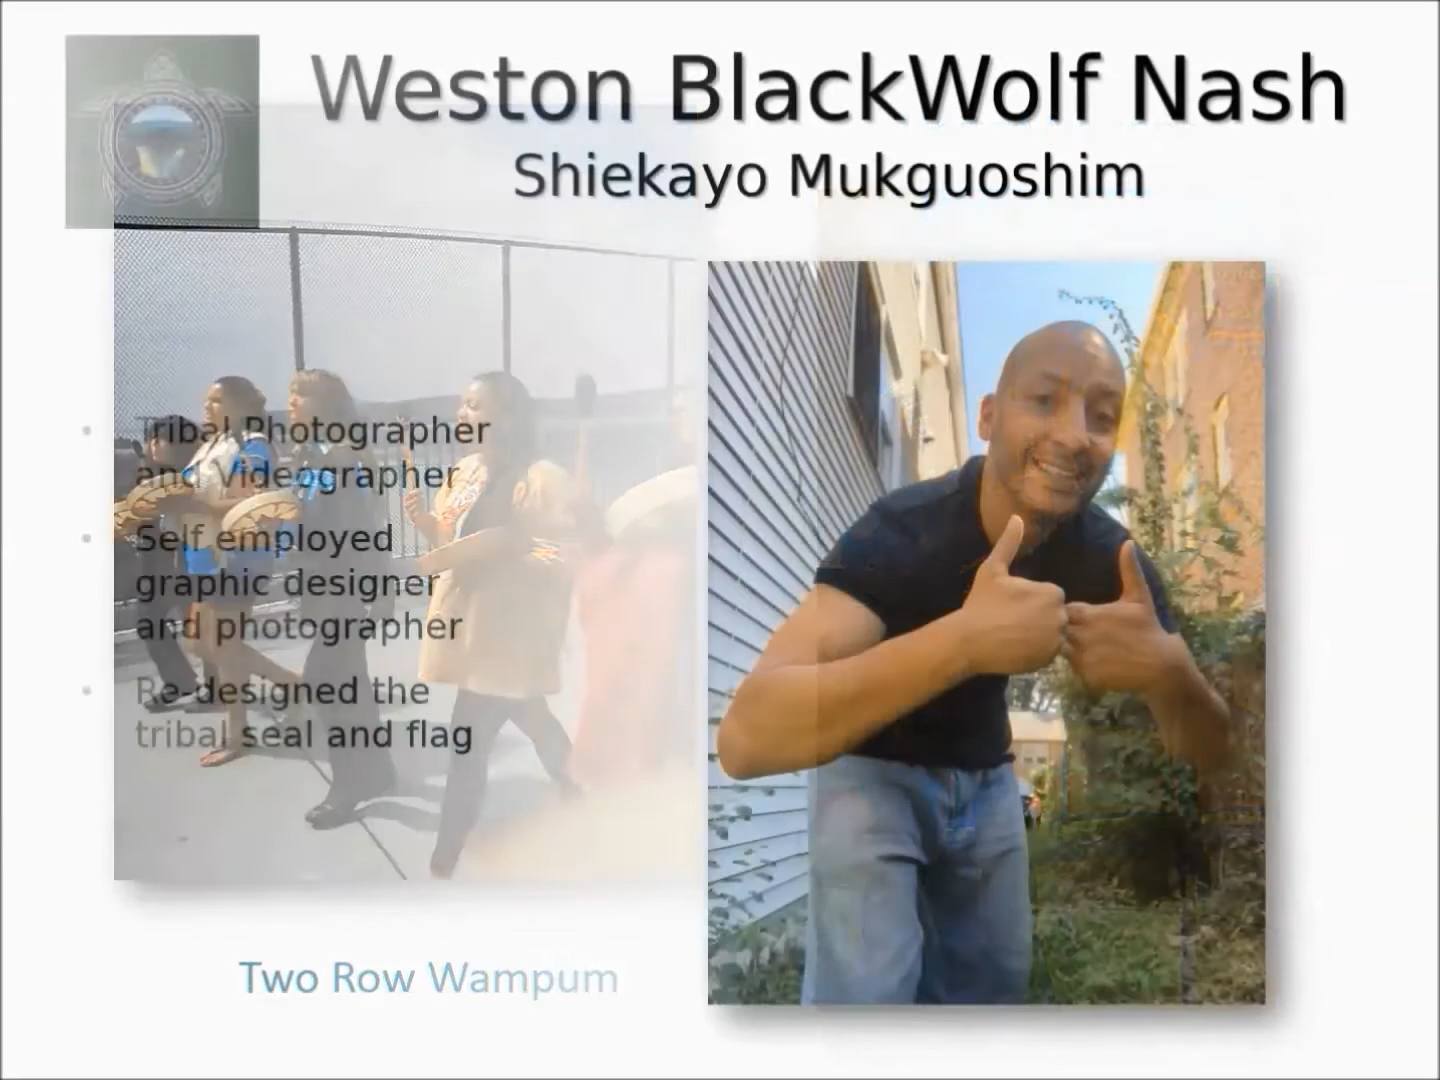 Weston BlackWolf Nash
Shiekayo Mukguoshim
Tribal Photographer
and Videographer
Self employed
graphic designer
and photographer
Re-designed the
tribal seal and flag
Two Row Wampum